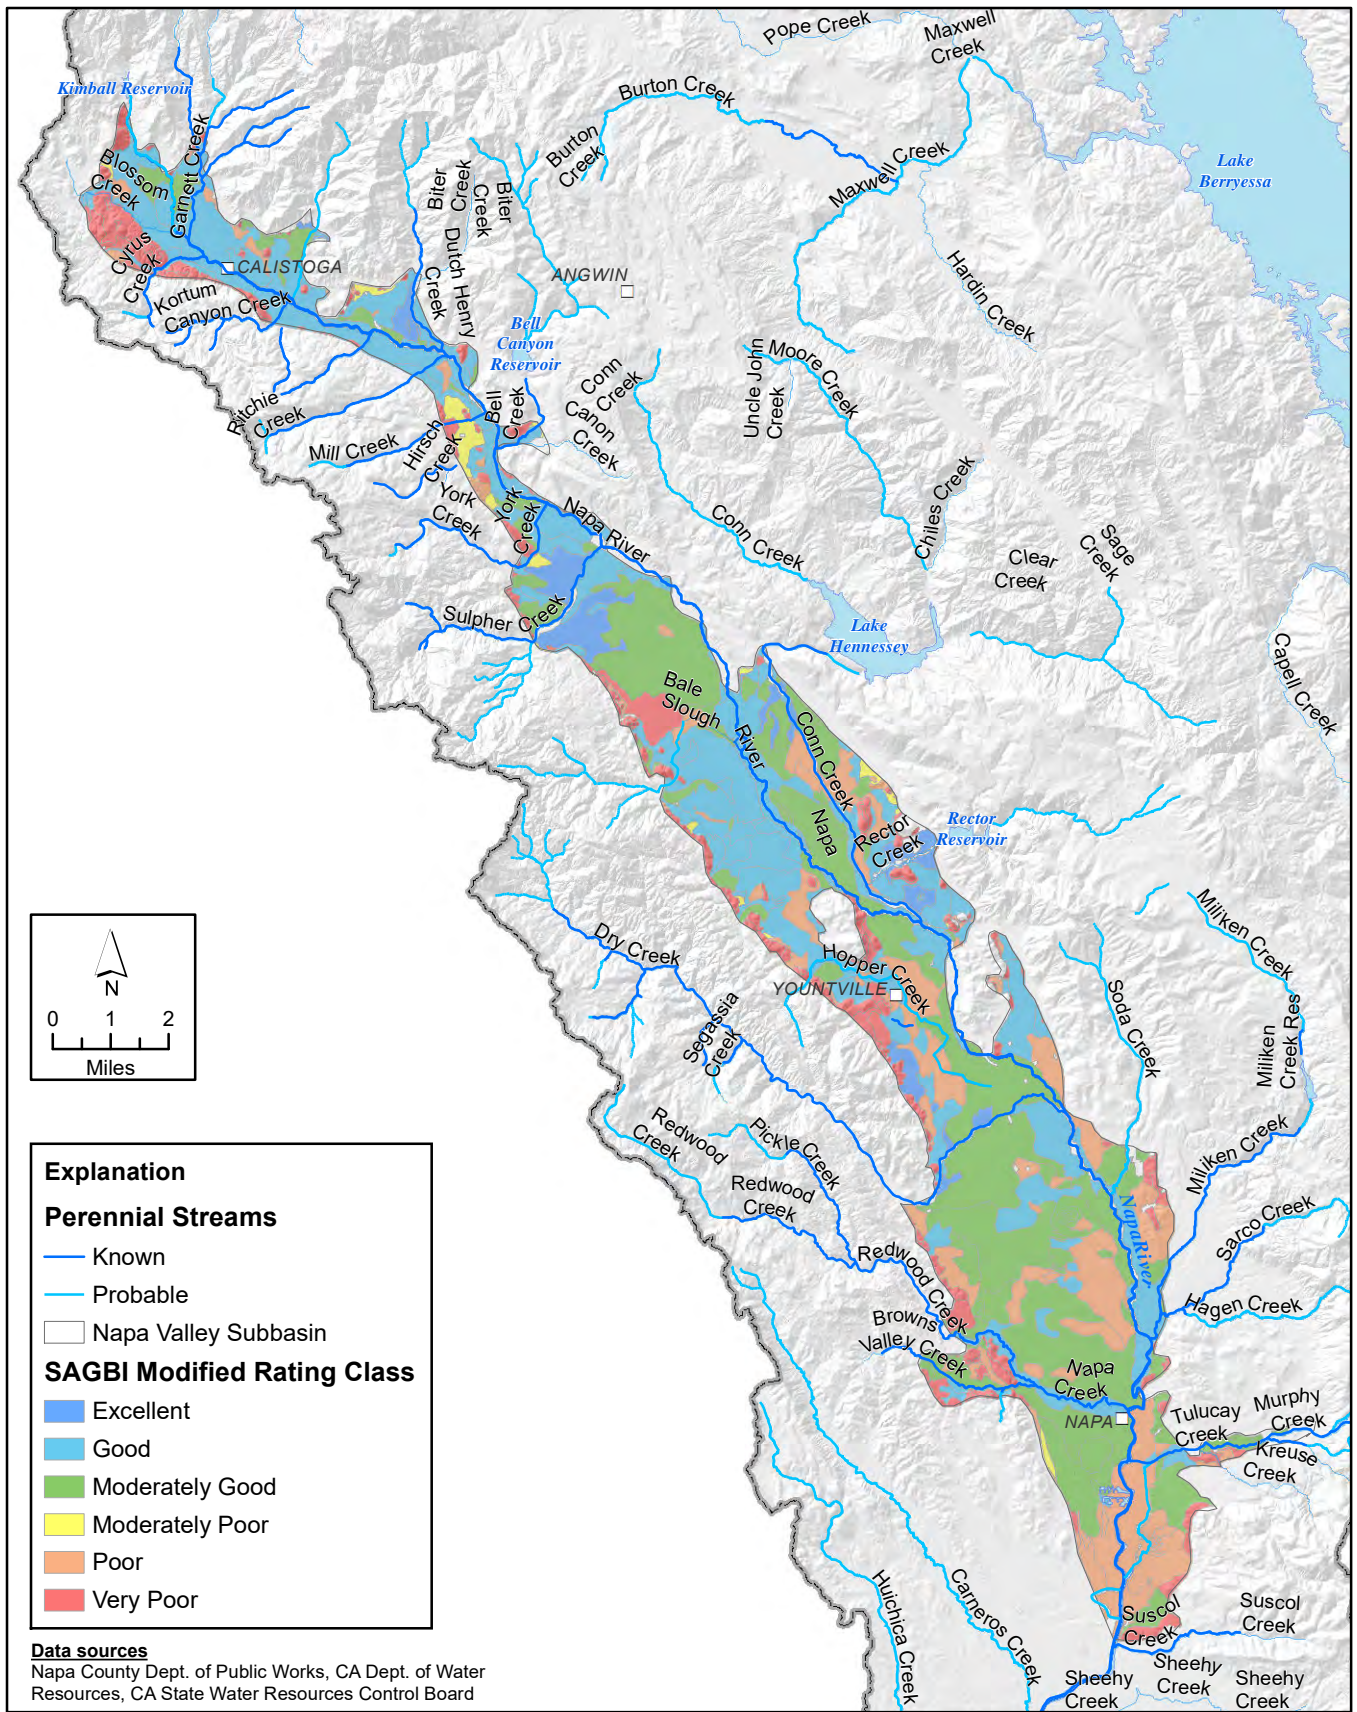 Pope Creek
Maxwell
Creek
Kimball Reservoir
Burton Creek
Burton
Creek
Maxwell Creek
Lake
Berryessa
Blossom
Creek
Garnett Creek
Biter
Creek
Biter
Creek
Dutch Henry
Creek
Cyrus
Creek
CALISTOGA
ANGWIN
Hardin Creek
Kortum
Canyon Creek
Bell
Canyon
Reservoir
Conn
Creek
Uncle John
Creek
Moore Creek
Ritchie
Creek
Bell
Creek
Canon
Creek
Mill Creek
Hirsch
Creek
York
Creek
York
Creek
Napa River
Conn Creek
Chiles Creek
Sage
Creek
Clear
Creek
Sulpher Creek
Lake
Hennessey
Capell Creek
Bale
Slough
River
Conn Creek
Napa
Rector
Creek
Rector
Reservoir
Dry Creek
Hopper Creek
YOUNTVILLE
Miliken Creek
Soda Creek
Miliken
Creek Res
Segassia
Creek
Redwood
Creek
Pickle Creek
Redwood
Creek
Miliken Creek
NapaRiver
Sarco Creek
Redwood Creek
Hagen Creek
Browns
Valley Creek
Napa
Creek
NAPA
Tulucay
Creek
Murphy
Creek
Kreuse
Creek
Huichica Creek
Carneros Creek
Suscol
Creek
Suscol
Creek
Sheehy
Creek
Sheehy
Creek
Sheehy
Creek
N
0 1 2
Miles
Explanation
Perennial Streams
Known
Probable
Napa Valley Subbasin
SAGBI Modified Rating Class
Excellent
Good
Moderately Good
Moderately Poor
Poor
Very Poor
Data sources
Napa County Dept. of Public Works, CA Dept. of Water
Resources, CA State Water Resources Control Board